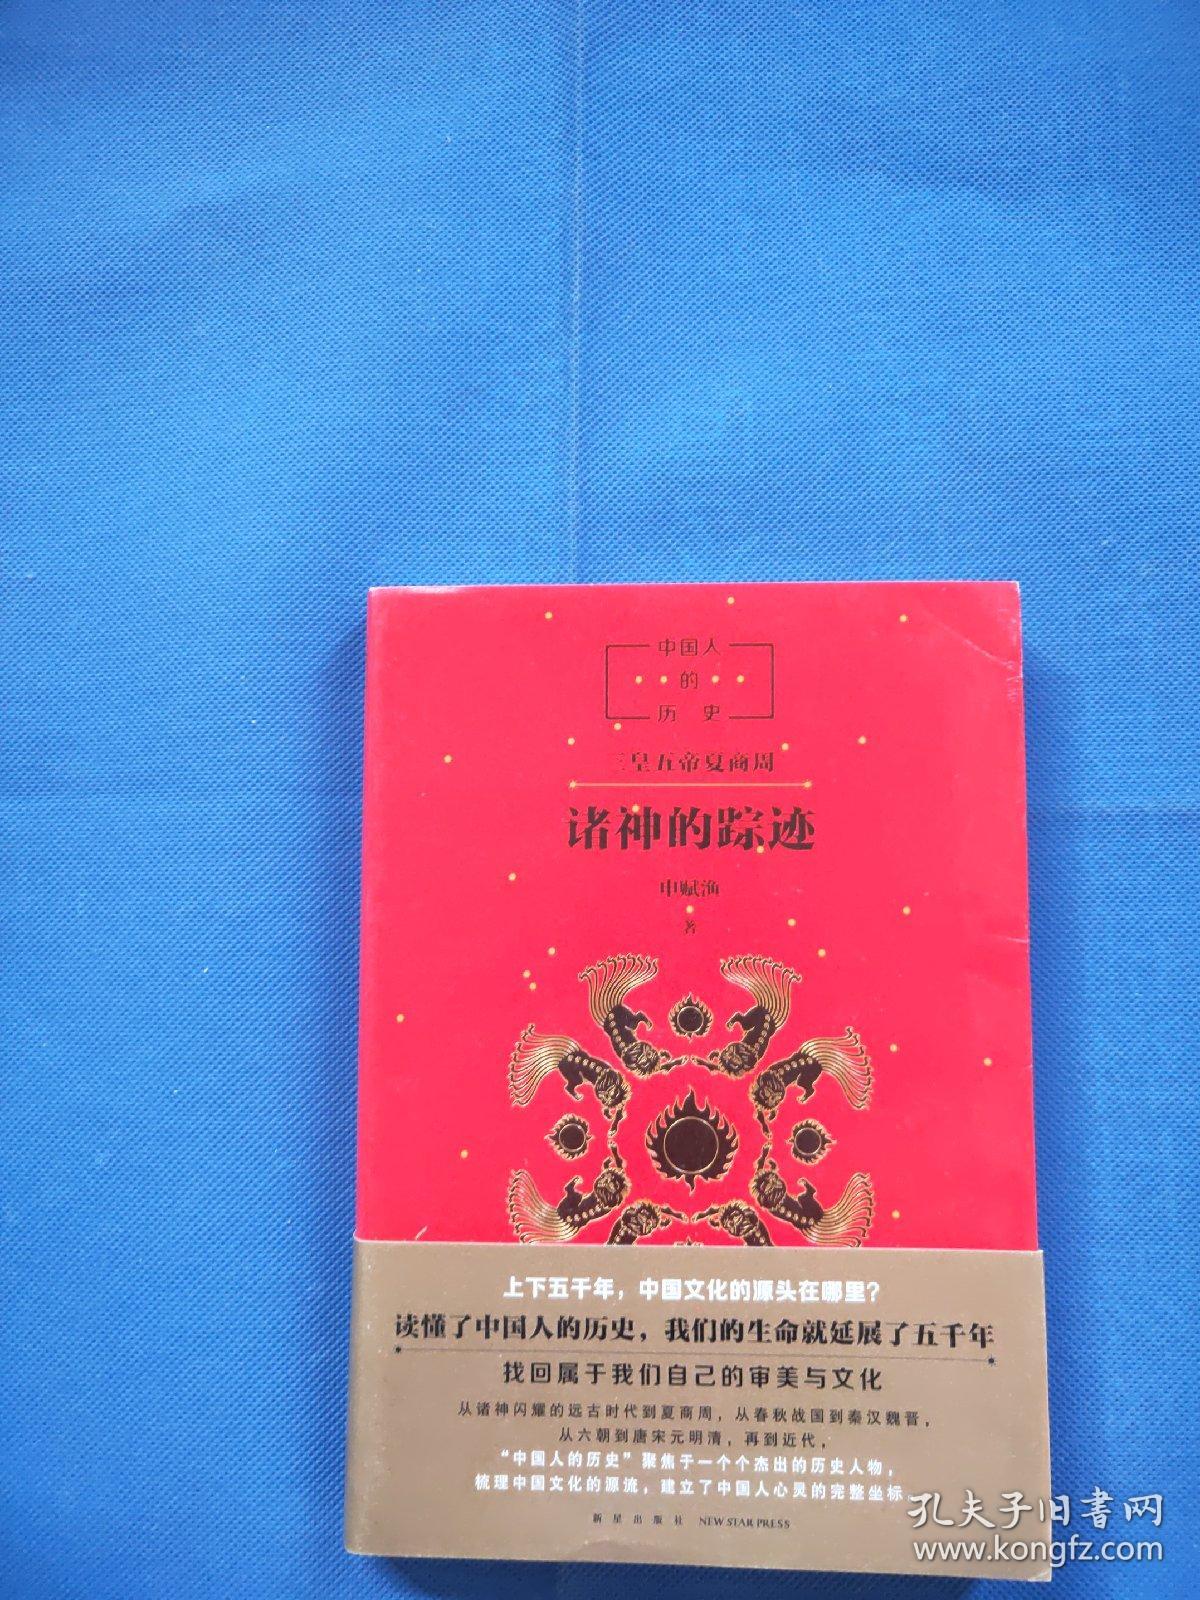 中国人
的
历史
三皇五帝夏商周
诸神的踪迹
申赋渔
著
上下五千年，中国文化的源头在哪里？
读懂了中国人的历史，我们的生命就延展了五千年
找回属于我们自己的审美与文化
从诸神闪耀的远古时代到夏商周，从春秋战国到秦汉魏晋，
从六朝到唐宋元明清，再到近代，
“中国人的历史”聚焦于一个个杰出的历史人物，
梳理中国文化的源流，建立了中国人心灵的完整坐标。
新星出版社 NEW STAR PRESS
孔夫子旧书网
www.kongfz.com